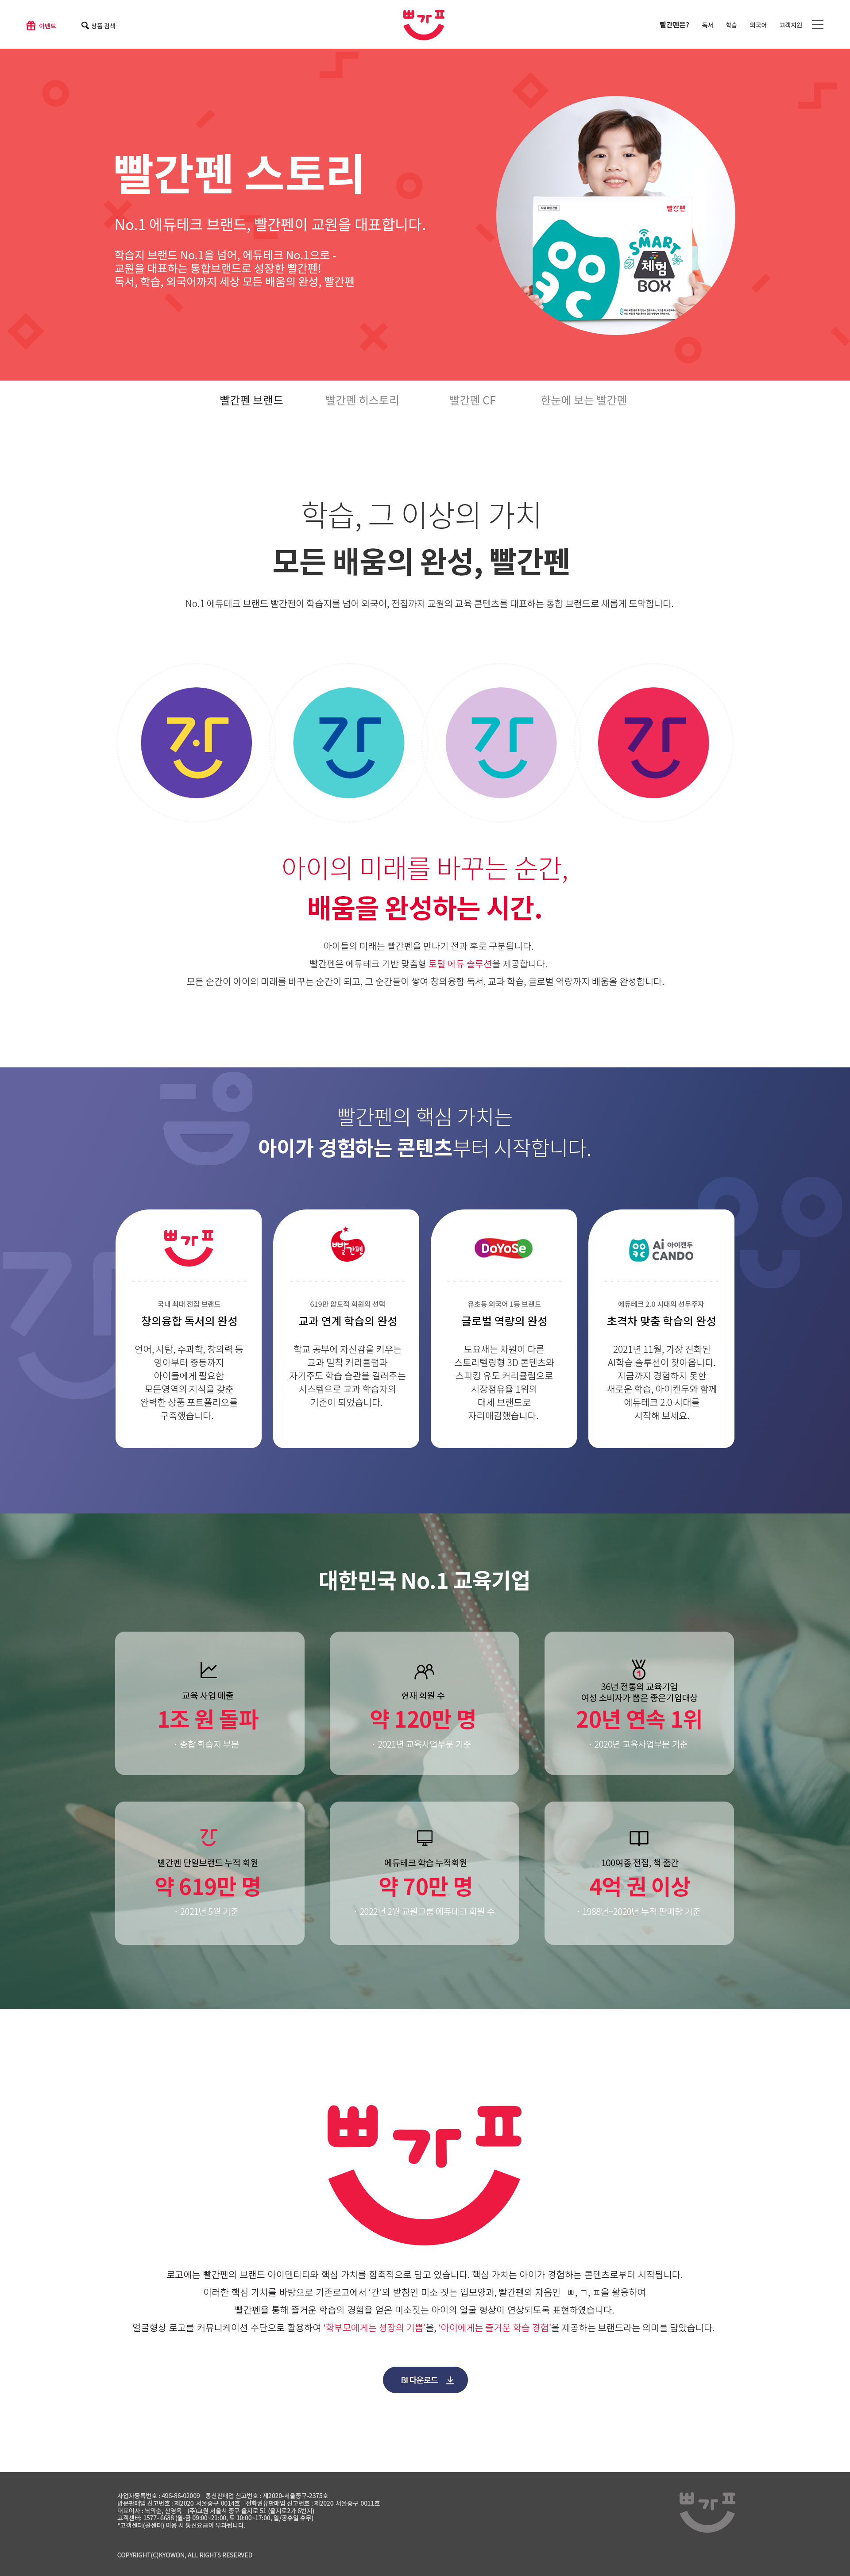 이벤트
상품 검색
빨간펜은?
독서
학습
외국어
고객지원
빨간펜 스토리
No.1 에듀테크 브랜드, 빨간펜이 교원을 대표합니다.
학습지 브랜드 No.1을 넘어, 에듀테크 No.1으로 -
교원을 대표하는 통합브랜드로 성장한 빨간펜!
독서, 학습, 외국어까지 세상 모든 배움의 완성, 빨간펜
SMART
체험
BOX
빨간펜 브랜드
빨간펜 히스토리
빨간펜 CF
한눈에 보는 빨간펜
학습, 그 이상의 가치
모든 배움의 완성, 빨간펜
No.1 에듀테크 브랜드 빨간펜이 학습지를 넘어 외국어, 전집까지 교원의 교육 콘텐츠를 대표하는 통합 브랜드로 새롭게 도약합니다.
아이의 미래를 바꾸는 순간,
배움을 완성하는 시간.
아이들의 미래는 빨간펜을 만나기 전과 후로 구분됩니다.
빨간펜은 에듀테크 기반 맞춤형 토털 에듀 솔루션을 제공합니다.
모든 순간이 아이의 미래를 바꾸는 순간이 되고, 그 순간들이 쌓여 창의융합 독서, 교과 학습, 글로벌 역량까지 배움을 완성합니다.
빨간펜의 핵심 가치는
아이가 경험하는 콘텐츠부터 시작합니다.
국내 최대 전집 브랜드
창의융합 독서의 완성
언어, 사탐, 수과학, 창의력 등
영아부터 중등까지
아이들에게 필요한
모든영역의 지식을 갖춘
완벽한 상품 포트폴리오를
구축했습니다.
빨간펜
619만 압도적 회원의 선택
교과 연계 학습의 완성
학교 공부에 자신감을 키우는
교과 밀착 커리큘럼과
자기주도 학습 습관을 길러주는
시스템으로 교과 학습자의
기준이 되었습니다.
DoYoSe
유초등 외국어 1등 브랜드
글로벌 역량의 완성
도요새는 차원이 다른
스토리텔링형 3D 콘텐츠와
스피킹 유도 커리큘럼으로
시장점유율 1위의
대세 브랜드로
자리매김했습니다.
Ai 아이캔두
CANDO
에듀테크 2.0 시대의 선두주자
초격차 맞춤 학습의 완성
2021년 11월, 가장 진화된
AI학습 솔루션이 찾아옵니다.
지금까지 경험하지 못한
새로운 학습, 아이캔두와 함께
에듀테크 2.0 시대를
시작해 보세요.
대한민국 No.1 교육기업
교육 사업 매출
1조 원 돌파
· 종합 학습지 부문
현재 회원 수
약 120만 명
· 2021년 교육사업부문 기준
36년 전통의 교육기업
여성 소비자가 뽑은 좋은기업대상
20년 연속 1위
· 2020년 교육사업부문 기준
빨간펜 단일브랜드 누적 회원
약 619만 명
· 2021년 5월 기준
에듀테크 학습 누적회원
약 70만 명
· 2022년 2월 교원그룹 에듀테크 회원 수
100여종 전집, 책 출간
4억 권 이상
· 1988년~2020년 누적 판매량 기준
로고에는 빨간펜의 브랜드 아이덴티티와 핵심 가치를 함축적으로 담고 있습니다. 핵심 가치는 아이가 경험하는 콘텐츠로부터 시작됩니다.
이러한 핵심 가치를 바탕으로 기존로고에서 ‘간’의 받침인 미소 짓는 입모양과, 빨간펜의 자음인 ㅃ, ㄱ, ㅍ을 활용하여
빨간펜을 통해 즐거운 학습의 경험을 얻은 미소짓는 아이의 얼굴 형상이 연상되도록 표현하였습니다.
얼굴형상 로고를 커뮤니케이션 수단으로 활용하여 ‘학부모에게는 성장의 기쁨’을, ‘아이에게는 즐거운 학습 경험’을 제공하는 브랜드라는 의미를 담았습니다.
BI 다운로드
사업자등록번호 : 496-86-02009 통신판매업 신고번호 : 제2020-서울중구-2375호
방문판매업 신고번호 : 제2020-서울중구-0014호 전화권유판매업 신고번호 : 제2020-서울중구-0011호
대표이사 : 복의순, 신영욱 (주)교원 서울시 중구 을지로 51 (을지로2가 6번지)
고객센터: 1577- 6688 (월-금 09:00~21:00, 토 10:00~17:00, 일/공휴일 휴무)
*고객센터(콜센터) 이용 시 통신요금이 부과됩니다.
COPYRIGHT(C)KYOWON, ALL RIGHTS RESERVED